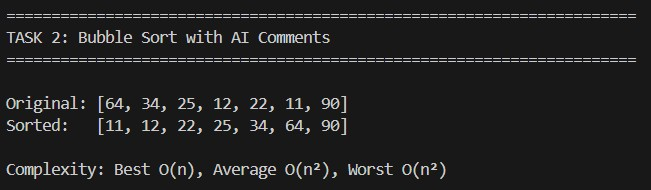 ======================================================================
TASK 2: Bubble Sort with AI Comments
======================================================================
Original: [64, 34, 25, 12, 22, 11, 90]
Sorted:   [11, 12, 22, 25, 34, 64, 90]
Complexity: Best O(n), Average O(n²), Worst O(n²)